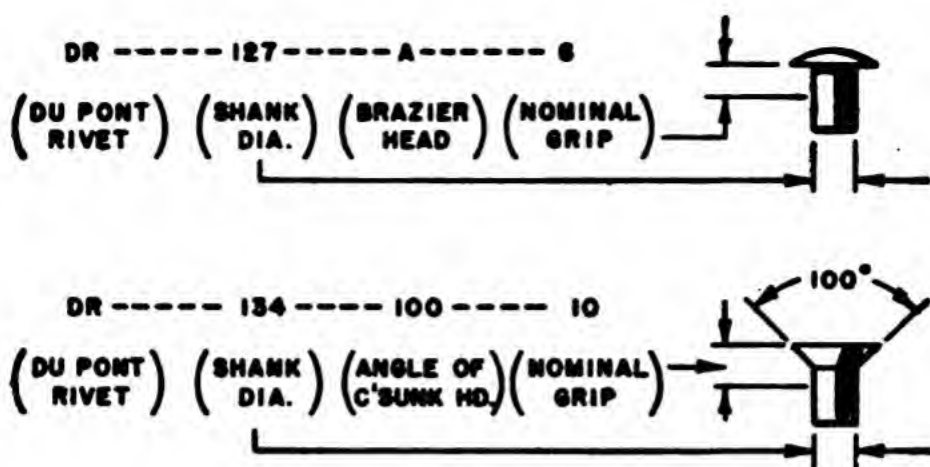 DR ----- 127 ----- A ------ 6
(DU PONT RIVET) (SHANK DIA.) (BRAZIER HEAD) (NOMINAL GRIP)
100°
DR ----- 134 ---- 100 ---- 10
(DU PONT RIVET) (SHANK DIA.) (ANGLE OF C'SUNK HD.) (NOMINAL GRIP)